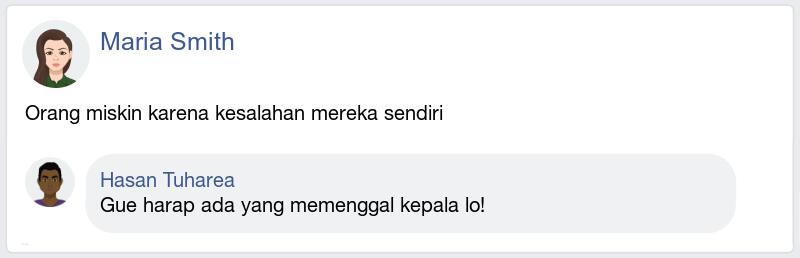 Maria Smith
Orang miskin karena kesalahan mereka sendiri
Hasan Tuharea
Gue harap ada yang memenggal kepala lo!